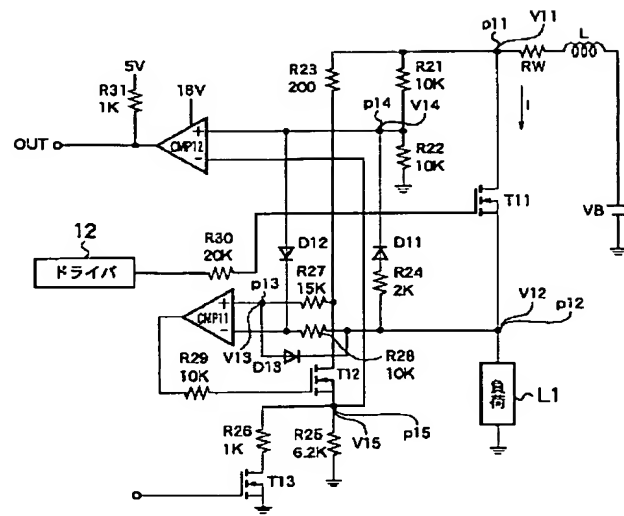 p11
V11
L
RW
R23
200
R21
10K
I
5V
R31
1K
18V
p14
V14
OUT
CMP12
+
−
R22
10K
T11
VB
12
ドライバ
R30
20K
D12
D11
R24
2K
p13
R27
15K
V12
p12
CMP11
+
−
V13
D13
R28
10K
R29
10K
T12
負荷
L1
V15
p15
R26
1K
R25
6.2K
T13